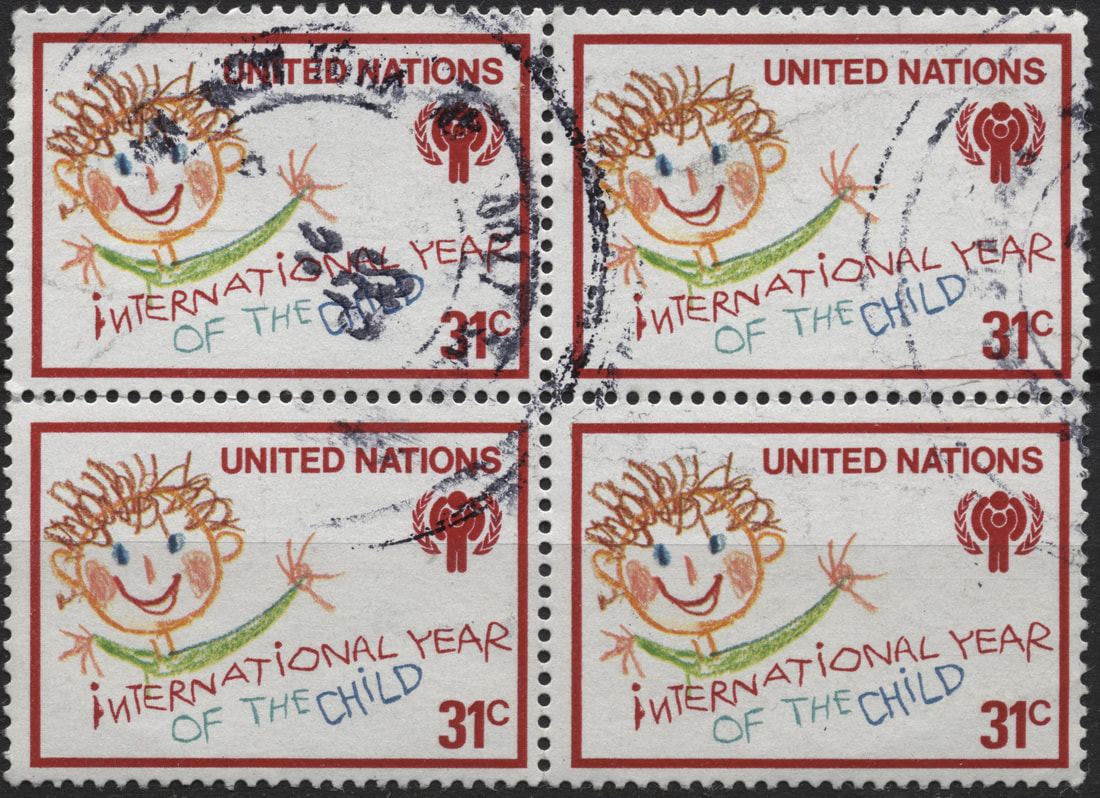 UNITED NATIONS
INTERNATIONAL YEAR
OF THE CHILD
31c
UNITED NATIONS
INTERNATIONAL YEAR
OF THE CHILD
31c
UNITED NATIONS
INTERNATIONAL YEAR
OF THE CHILD
31c
UNITED NATIONS
INTERNATIONAL YEAR
OF THE CHILD
31c